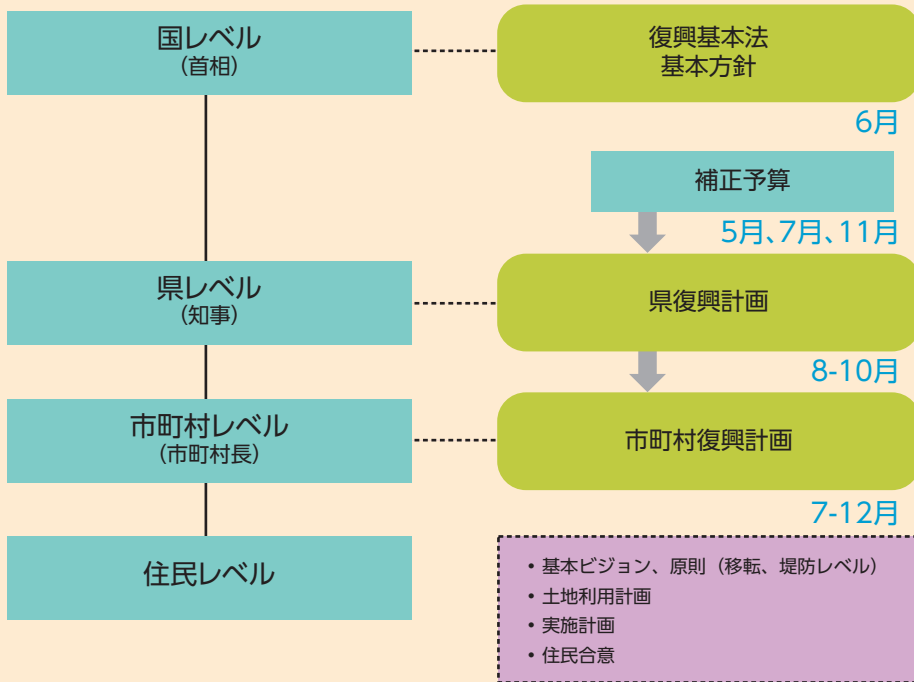 国レベル
（首相）
復興基本法
基本方針
6月
補正予算
5月、7月、11月
県レベル
（知事）
県復興計画
8-10月
市町村レベル
（市町村長）
市町村復興計画
7-12月
住民レベル
• 基本ビジョン、原則（移転、堤防レベル）
• 土地利用計画
• 実施計画
• 住民合意